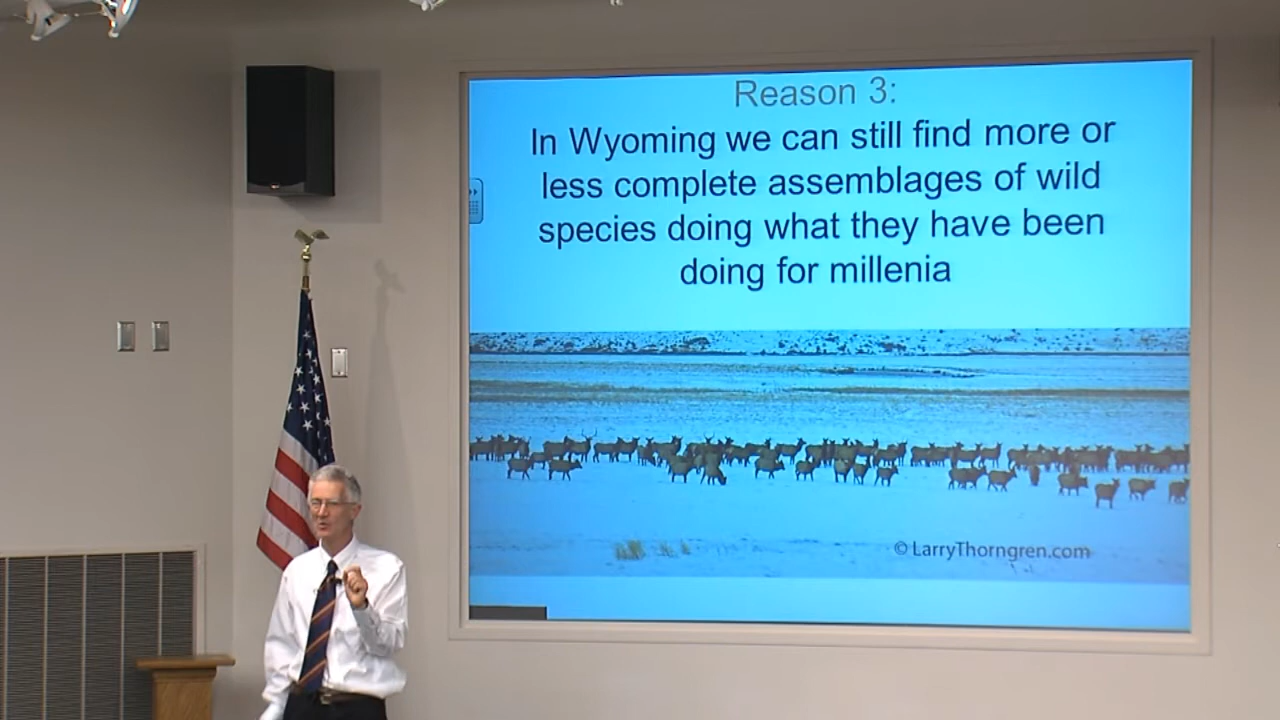 Reason 3:
In Wyoming we can still find more or
less complete assemblages of wild
species doing what they have been
doing for millenia
© LarryThorngren.com